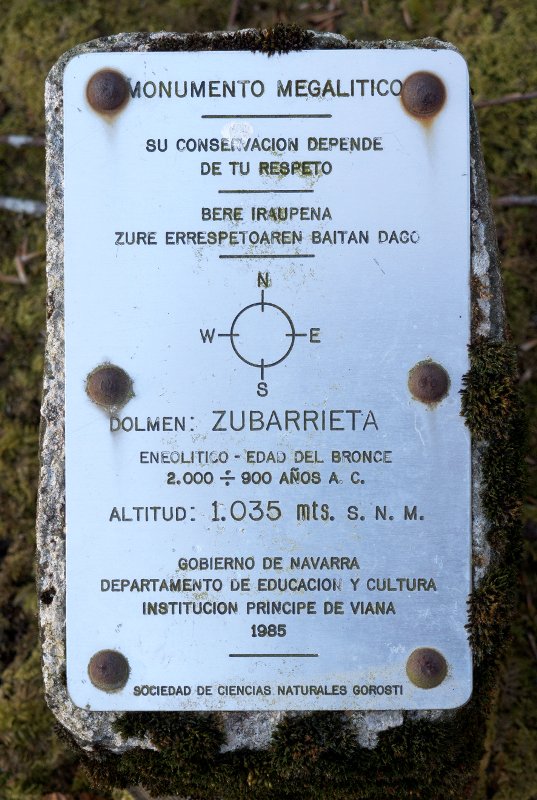 MONUMENTO MEGALITICO
SU CONSERVACION DEPENDE
DE TU RESPETO
BERE IRAUPENA
ZURE ERRESPETOAREN BAITAN DAGO
N
W E
S
DOLMEN: ZUBARRIETA
ENEOLITICO - EDAD DEL BRONCE
2.000 ÷ 900 AÑOS A. C.
ALTITUD: 1.035 mts. S. N. M.
GOBIERNO DE NAVARRA
DEPARTAMENTO DE EDUCACION Y CULTURA
INSTITUCION PRINCIPE DE VIANA
1985
SOCIEDAD DE CIENCIAS NATURALES GOROSTI